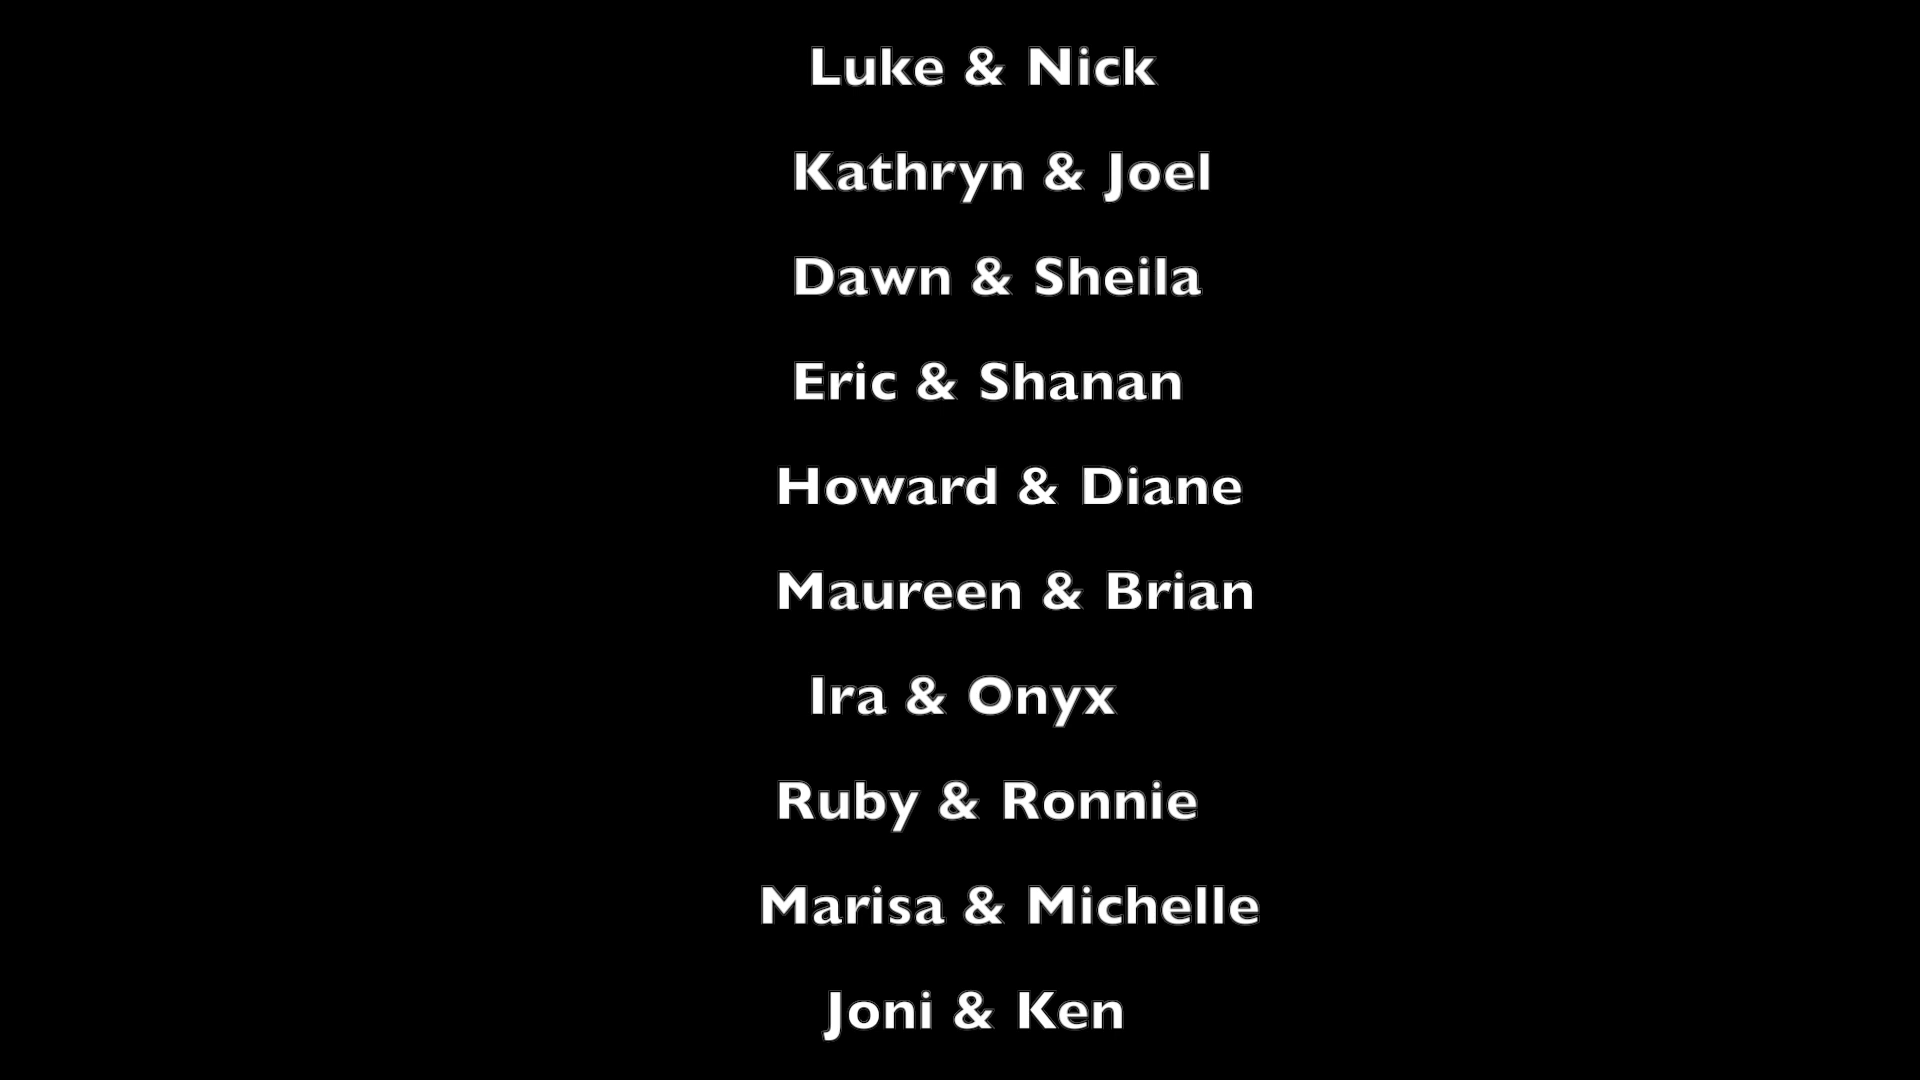 Luke & Nick
Kathryn & Joel
Dawn & Sheila
Eric & Shanan
Howard & Diane
Maureen & Brian
Ira & Onyx
Ruby & Ronnie
Marisa & Michelle
Joni & Ken